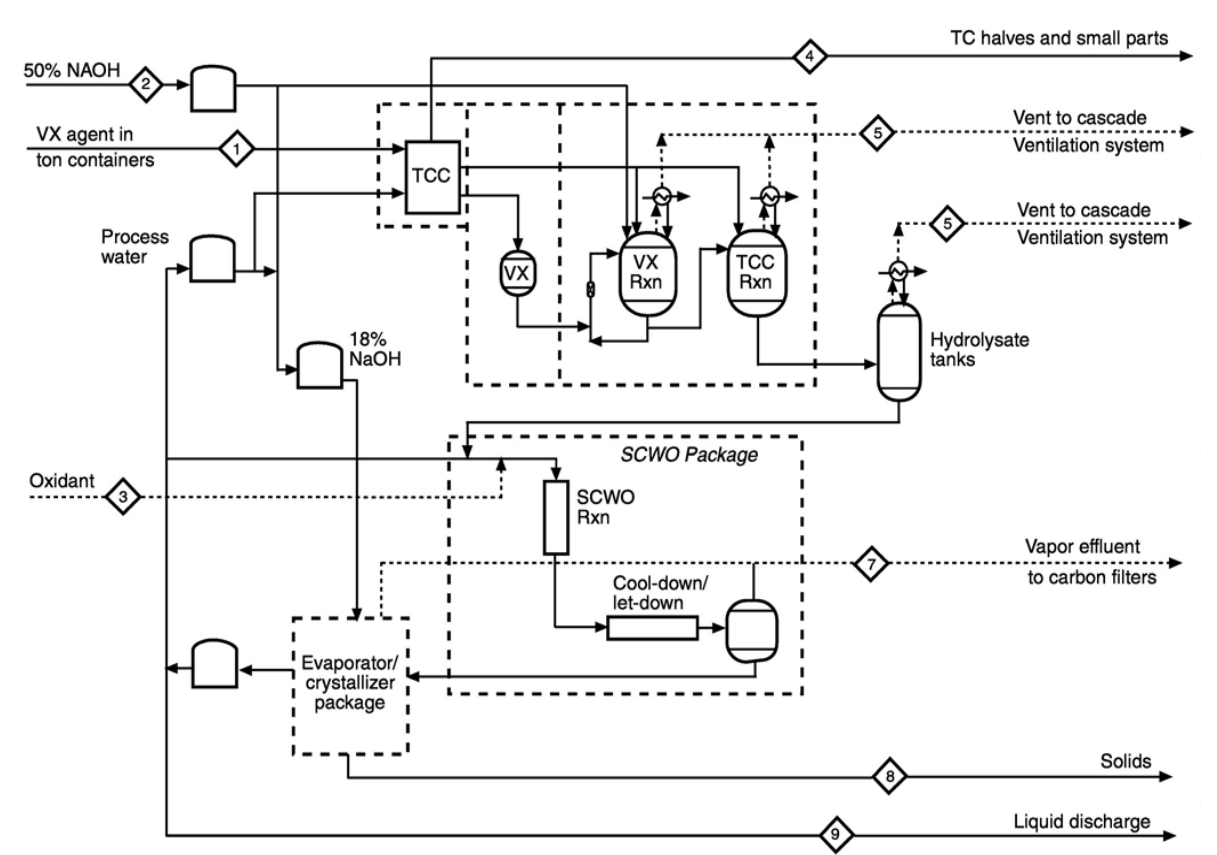 TC halves and small parts
4
50% NAOH
2
VX agent in
ton containers
1
Vent to cascade
Ventilation system
5
TCC
Process
water
Vent to cascade
Ventilation system
5
VX
VX
Rxn
TCC
Rxn
18%
NaOH
Hydrolysate
tanks
SCWO Package
Oxidant
3
SCWO
Rxn
Vapor effluent
to carbon filters
7
Cool-down/
let-down
Evaporator/
crystallizer
package
Solids
8
Liquid discharge
9